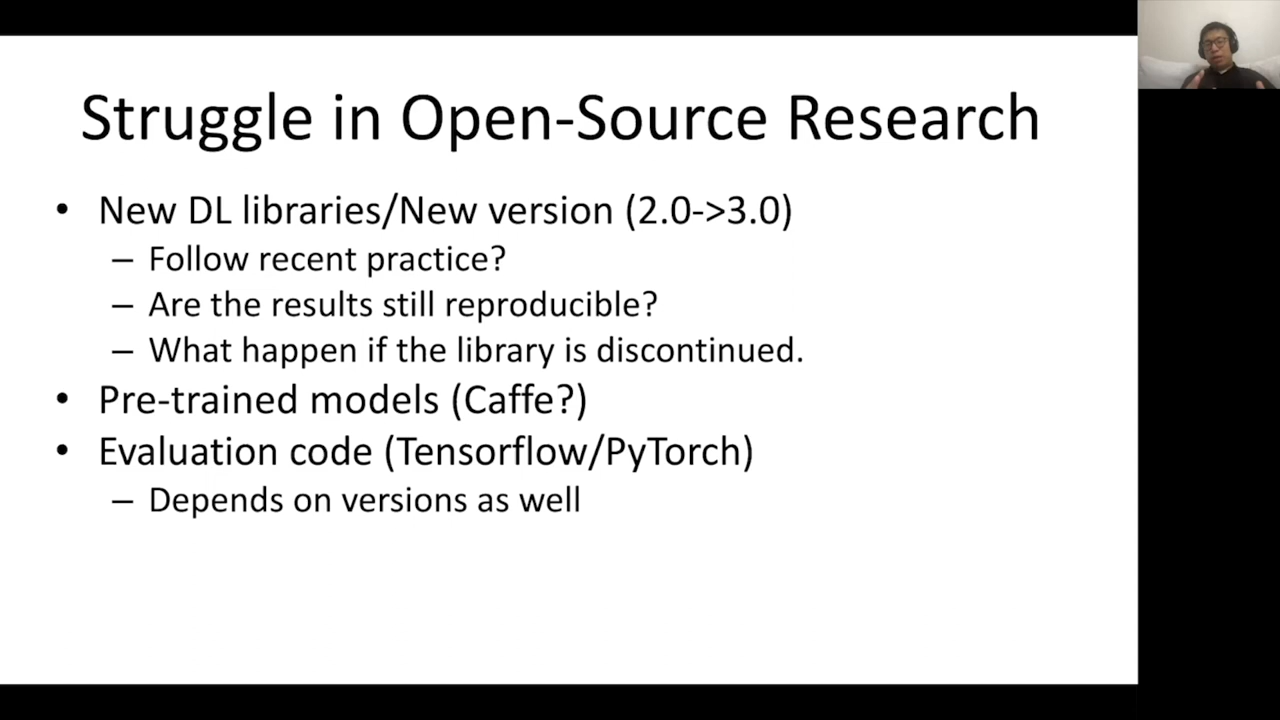 Struggle in Open-Source Research
• New DL libraries/New version (2.0->3.0)
– Follow recent practice?
– Are the results still reproducible?
– What happen if the library is discontinued.
• Pre-trained models (Caffe?)
• Evaluation code (Tensorflow/PyTorch)
– Depends on versions as well